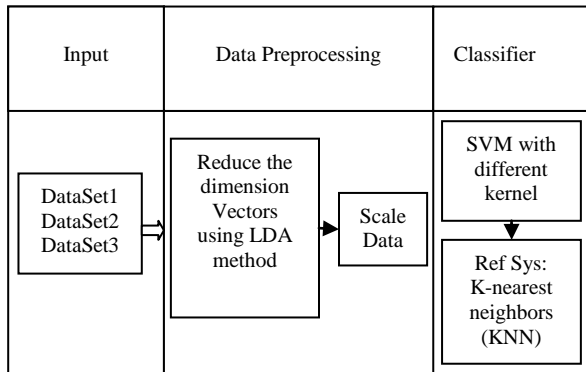 Input
Data Preprocessing
Classifier
DataSet1
DataSet2
DataSet3
Reduce the
dimension
Vectors
using LDA
method
Scale
Data
SVM with
different
kernel
Ref Sys:
K-nearest
neighbors
(KNN)